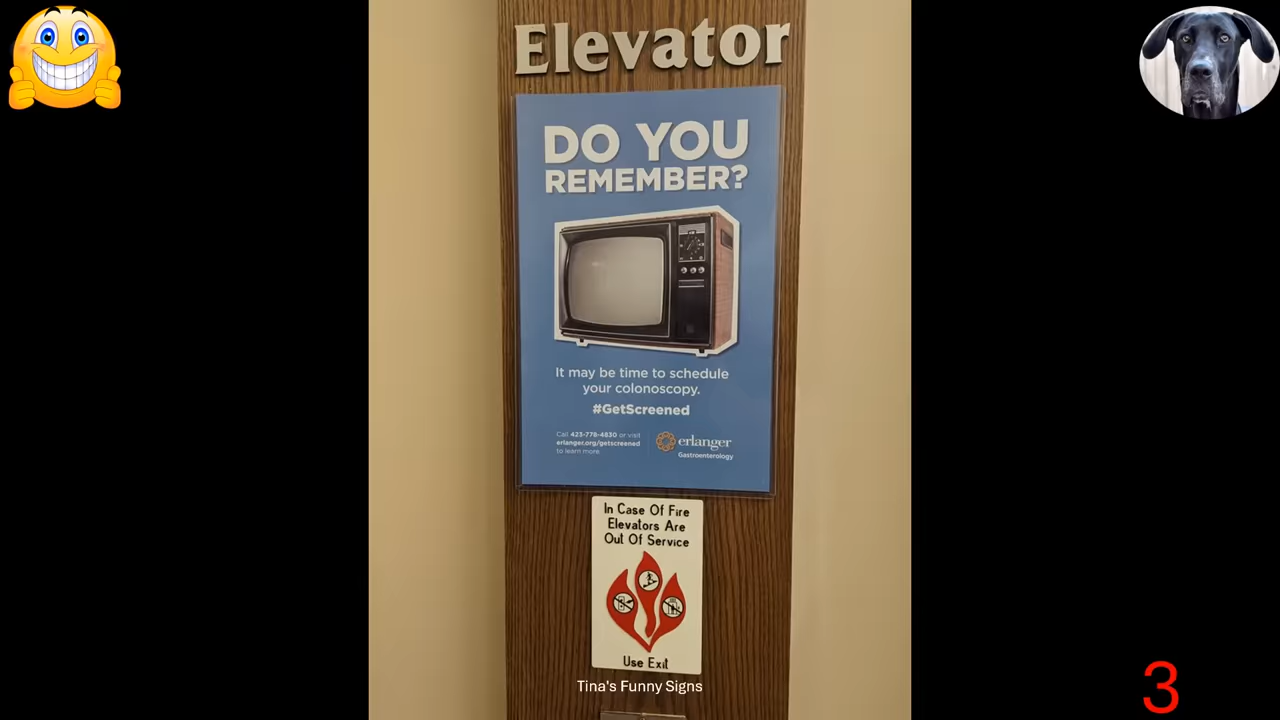 Elevator
DO YOU
REMEMBER?
It may be time to schedule
your colonoscopy.
#GetScreened
Call 423-778-4830 or visit
erlanger.org/getscreened
to learn more.
erlanger
Gastroenterology
In Case Of Fire
Elevators Are
Out Of Service
Use Exit
Tina's Funny Signs
3